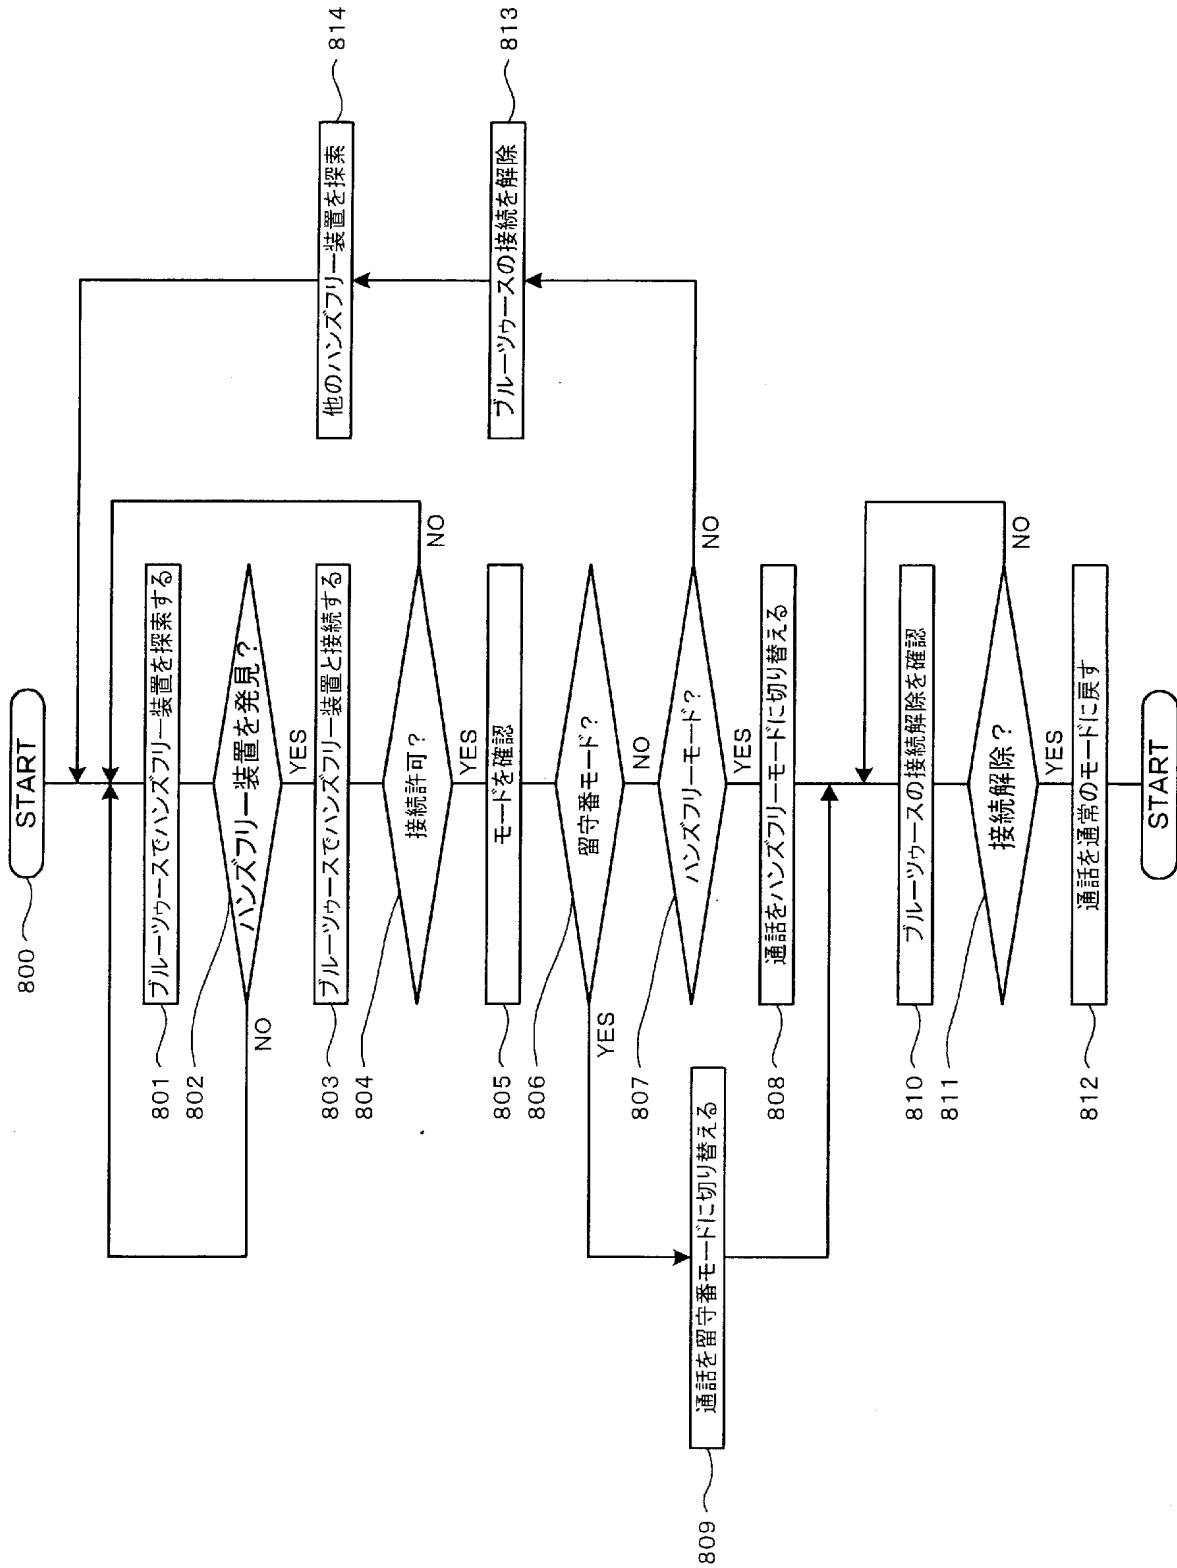 START
800
ブルーツゥースでハンズフリー装置を探索する
801
ハンズフリー装置を発見？
802
NO
YES
ブルーツゥースでハンズフリー装置と接続する
803
接続許可？
804
NO
YES
モードを確認
805
留守番モード？
806
YES
NO
ハンズフリーモード？
807
NO
YES
通話をハンズフリーモードに切り替える
808
通話を留守番モードに切り替える
809
ブルーツゥースの接続解除を確認
810
接続解除？
811
NO
YES
通話を通常のモードに戻す
812
START
ブルーツゥースの接続を解除
813
他のハンズフリー装置を探索
814